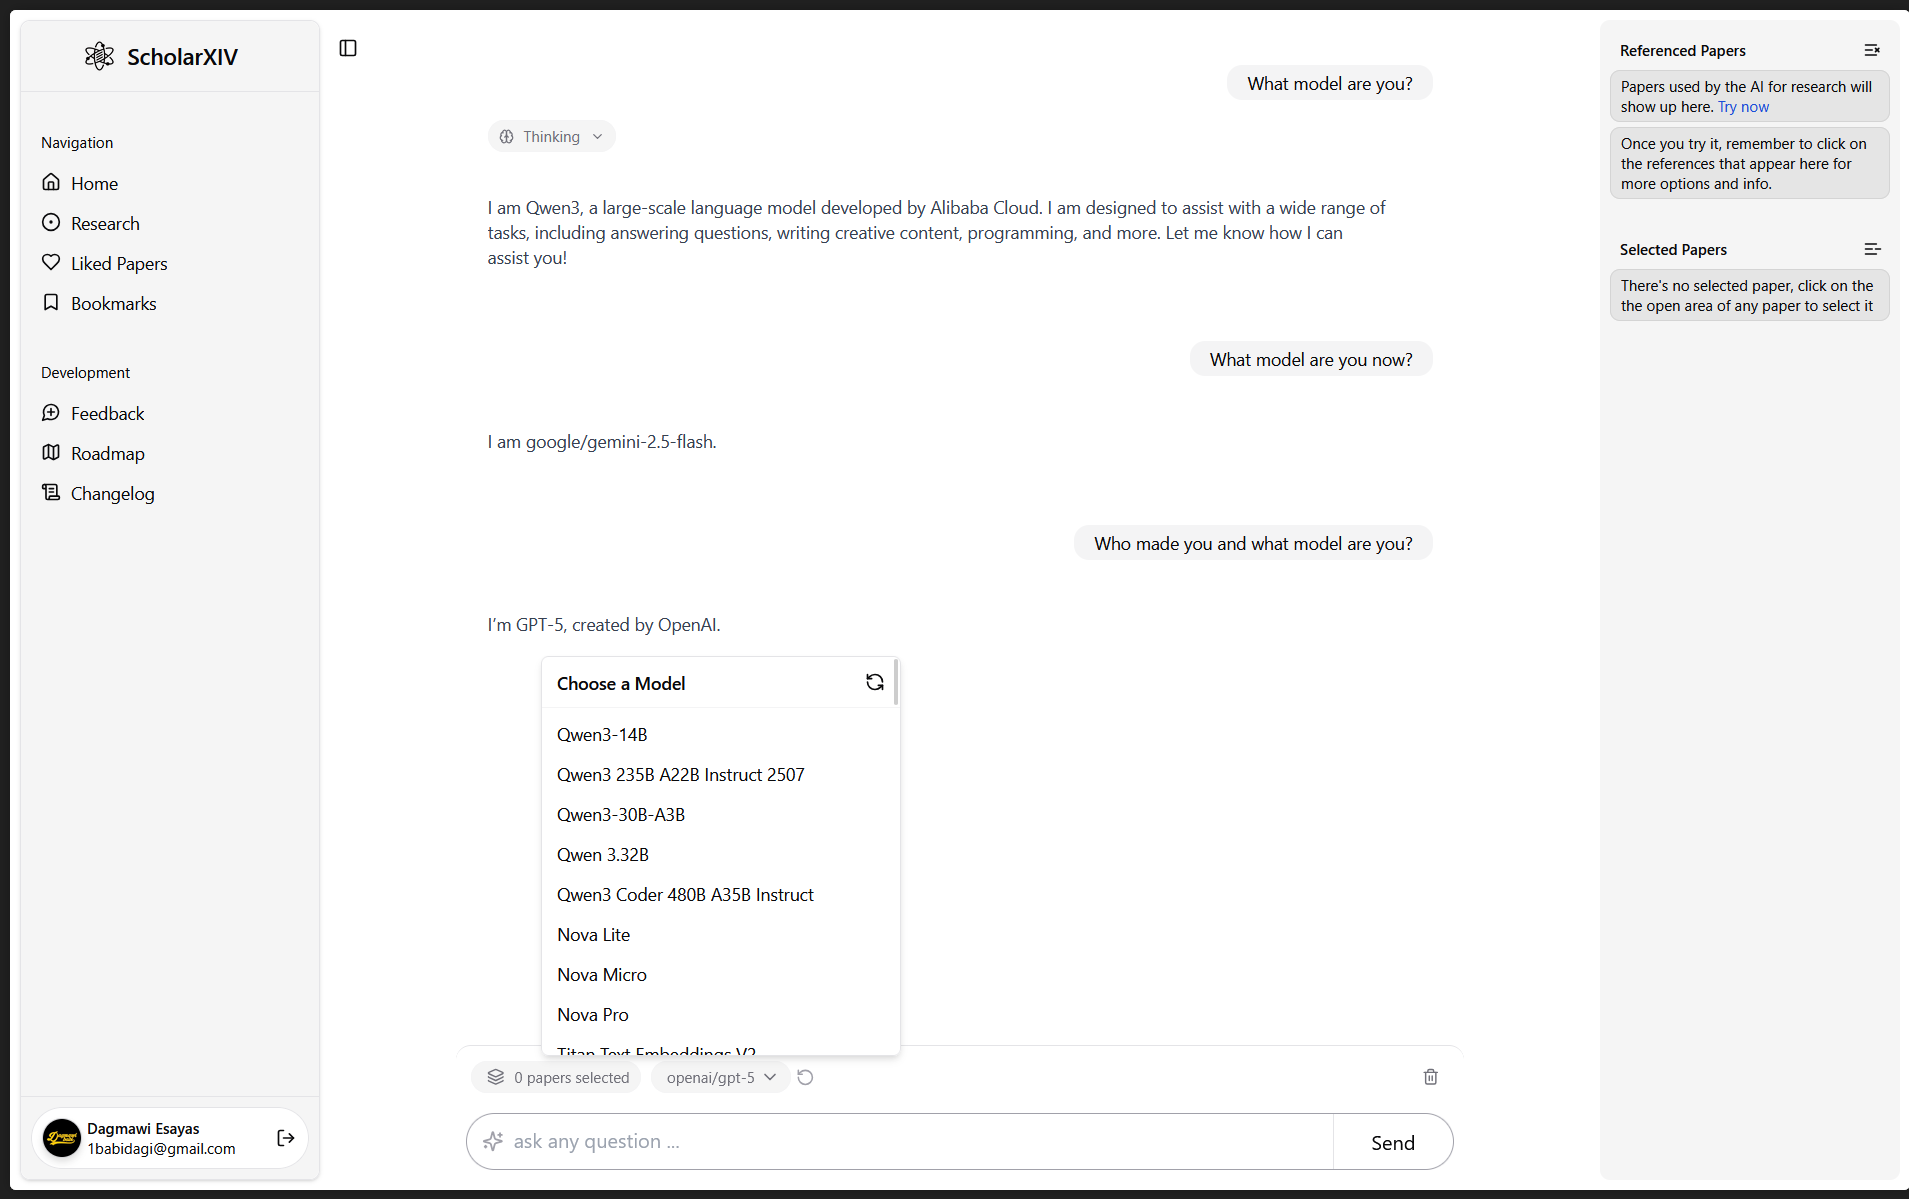 ScholarXIV
Navigation
Home
Research
Liked Papers
Bookmarks
Development
Feedback
Roadmap
Changelog
Dagmawi Esayas
1babidagi@gmail.com
What model are you?
Thinking
I am Qwen3, a large-scale language model developed by Alibaba Cloud. I am designed to assist with a wide range of
tasks, including answering questions, writing creative content, programming, and more. Let me know how I can
assist you!
What model are you now?
I am google/gemini-2.5-flash.
Who made you and what model are you?
I’m GPT-5, created by OpenAI.
Choose a Model
Qwen3-14B
Qwen3 235B A22B Instruct 2507
Qwen3-30B-A3B
Qwen 3.32B
Qwen3 Coder 480B A35B Instruct
Nova Lite
Nova Micro
Nova Pro
Titan Text Embeddings V2
0 papers selected
openai/gpt-5
ask any question ...
Send
Referenced Papers
Papers used by the AI for research will
show up here. Try now
Once you try it, remember to click on
the references that appear here for
more options and info.
Selected Papers
There's no selected paper, click on the
the open area of any paper to select it